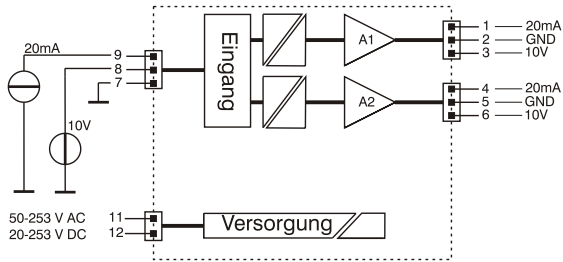 20mA
9
8
7
10V
Eingang
A1
A2
1 20mA
2 GND
3 10V
4 20mA
5 GND
6 10V
50-253 V AC 11
20-253 V DC 12
Versorgung